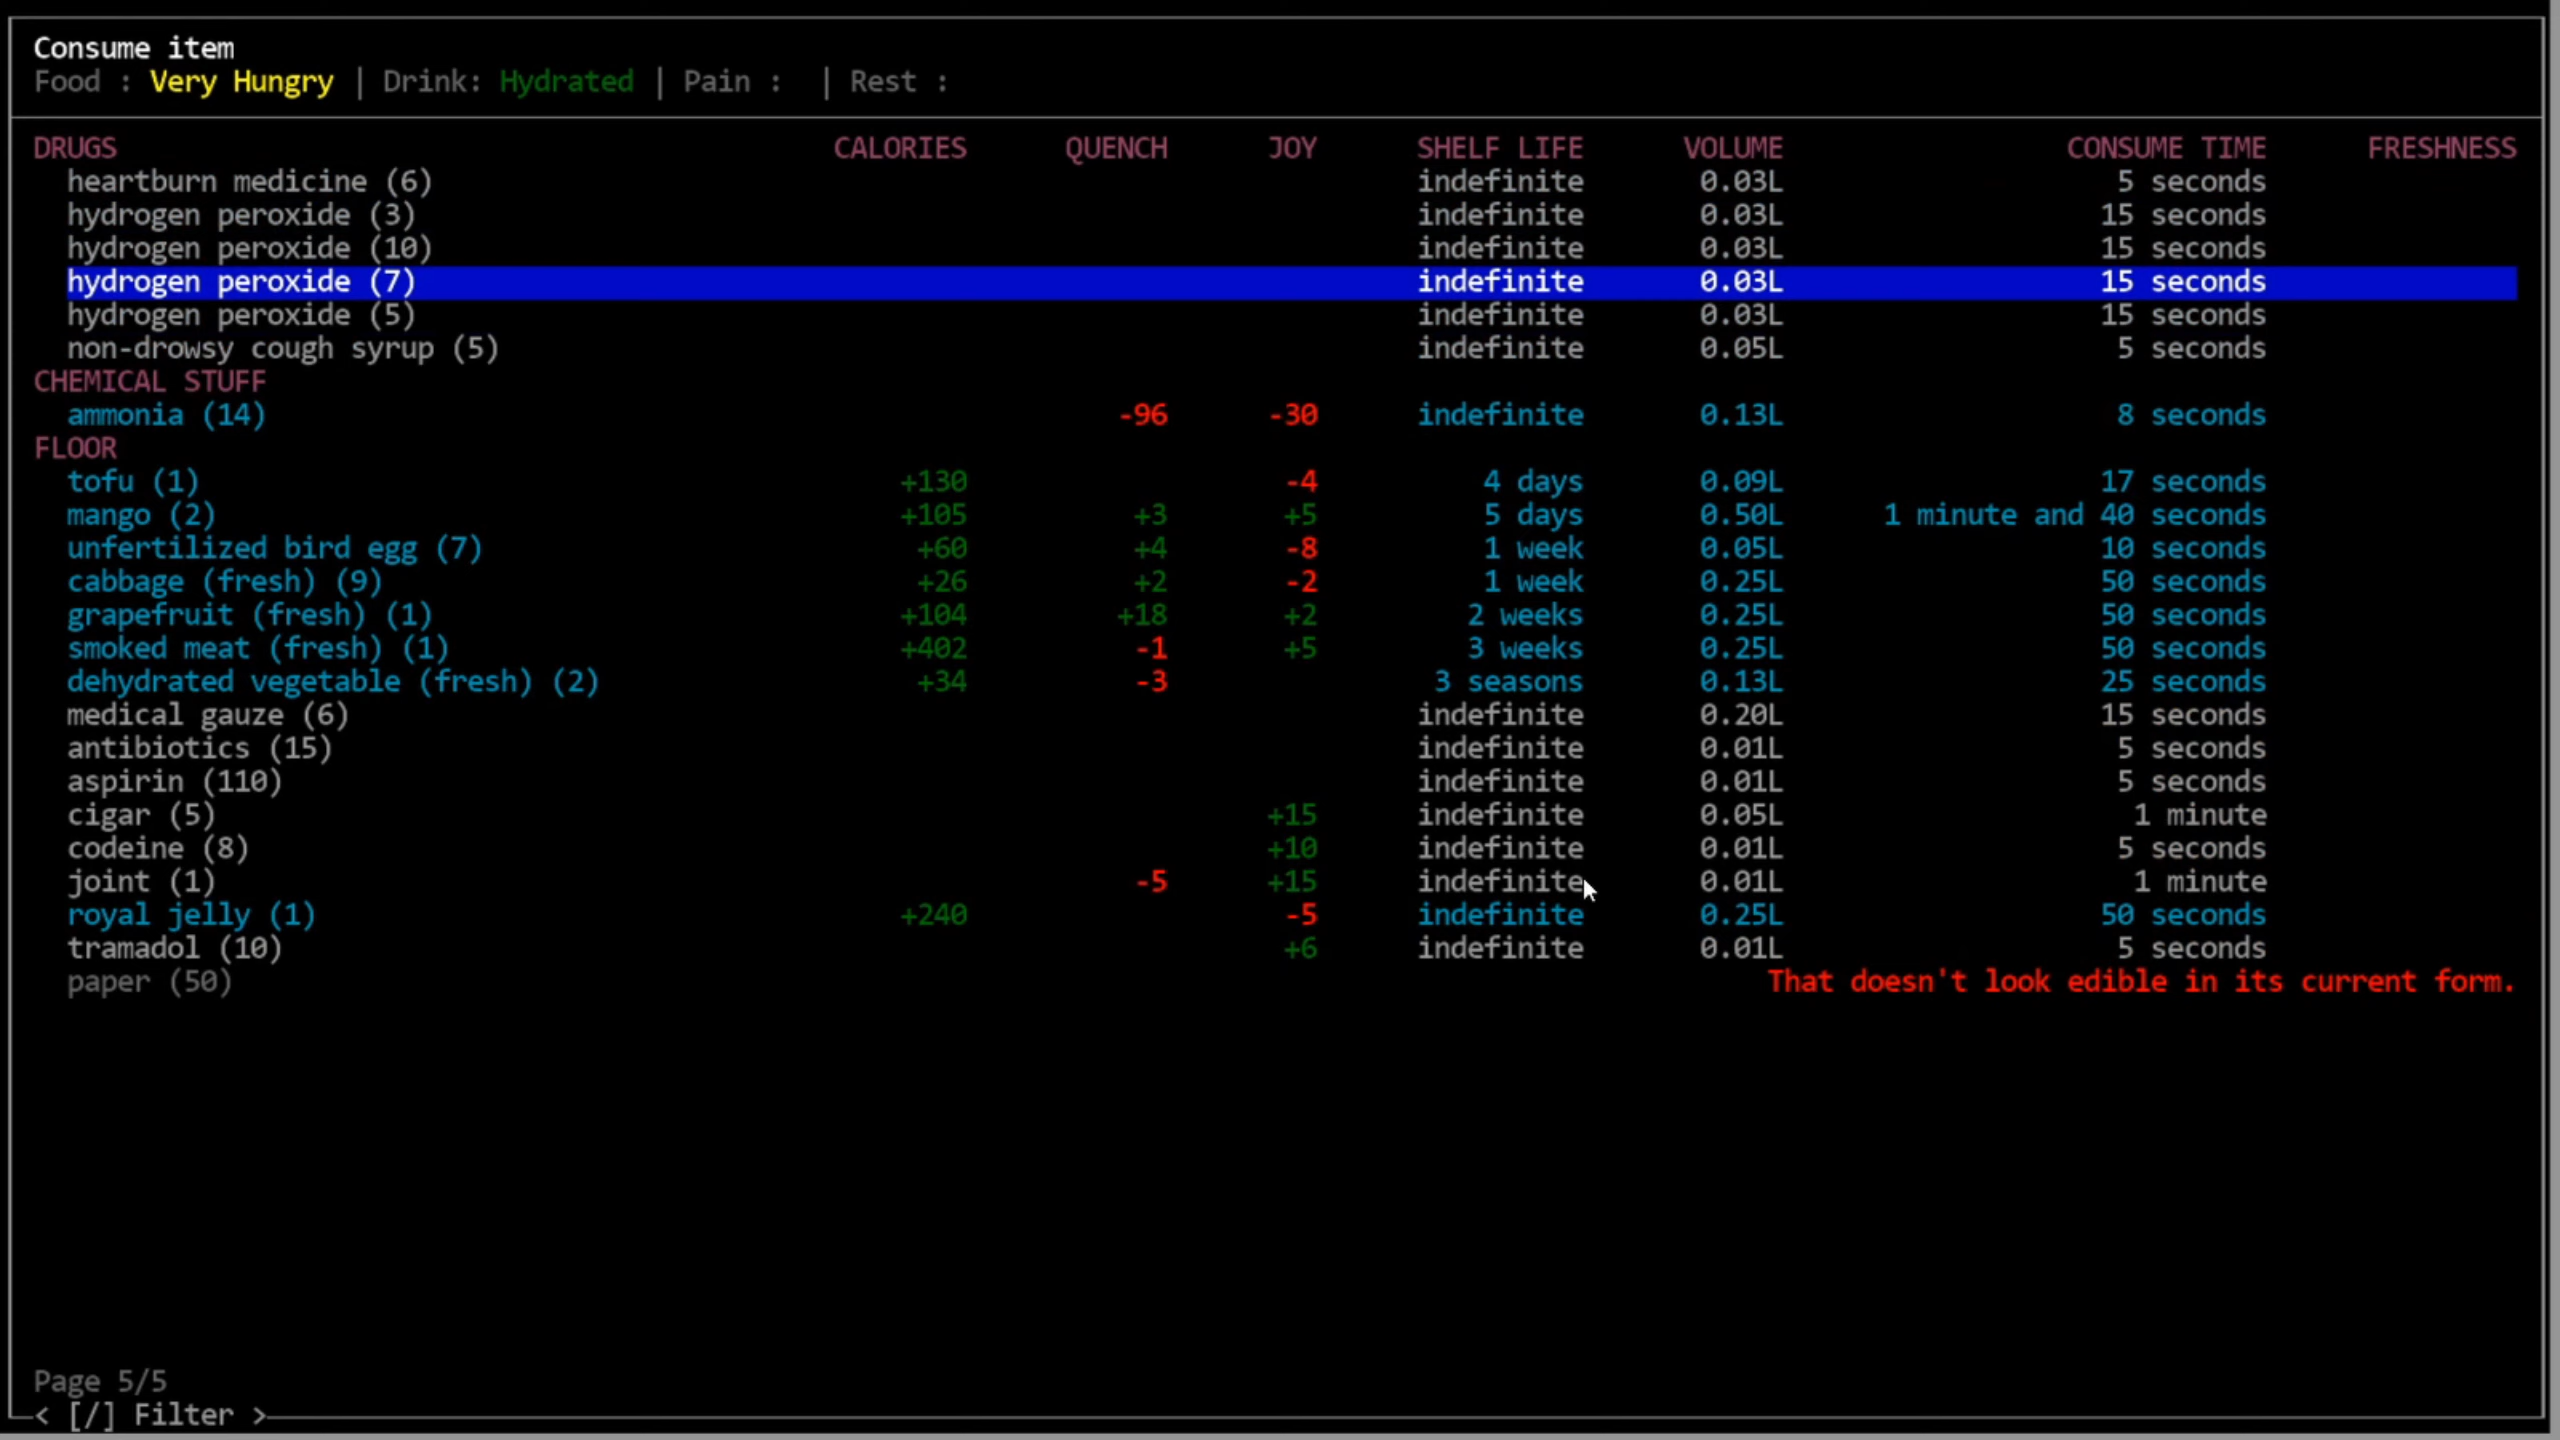 Consume item
Food : Very Hungry | Drink: Hydrated | Pain : | Rest :
DRUGS CALORIES QUENCH JOY SHELF LIFE VOLUME CONSUME TIME FRESHNESS
heartburn medicine (6) indefinite 0.03L 5 seconds
hydrogen peroxide (3) indefinite 0.03L 15 seconds
hydrogen peroxide (10) indefinite 0.03L 15 seconds
hydrogen peroxide (7) indefinite 0.03L 15 seconds
hydrogen peroxide (5) indefinite 0.03L 15 seconds
non-drowsy cough syrup (5) indefinite 0.05L 5 seconds
CHEMICAL STUFF
ammonia (14) -96 -30 indefinite 0.13L 8 seconds
FLOOR
tofu (1) +130 -4 4 days 0.09L 17 seconds
mango (2) +105 +3 +5 5 days 0.50L 1 minute and 40 seconds
unfertilized bird egg (7) +60 +4 -8 1 week 0.05L 10 seconds
cabbage (fresh) (9) +26 +2 -2 1 week 0.25L 50 seconds
grapefruit (fresh) (1) +104 +18 +2 2 weeks 0.25L 50 seconds
smoked meat (fresh) (1) +402 -1 +5 3 weeks 0.25L 50 seconds
dehydrated vegetable (fresh) (2) +34 -3 3 seasons 0.13L 25 seconds
medical gauze (6) indefinite 0.20L 15 seconds
antibiotics (15) indefinite 0.01L 5 seconds
aspirin (110) indefinite 0.01L 5 seconds
cigar (5) +15 indefinite 0.05L 1 minute
codeine (8) +10 indefinite 0.01L 5 seconds
joint (1) -5 +15 indefinite 0.01L 1 minute
royal jelly (1) +240 -5 indefinite 0.25L 50 seconds
tramadol (10) +6 indefinite 0.01L 5 seconds
paper (50) That doesn't look edible in its current form.
Page 5/5
< [/] Filter >